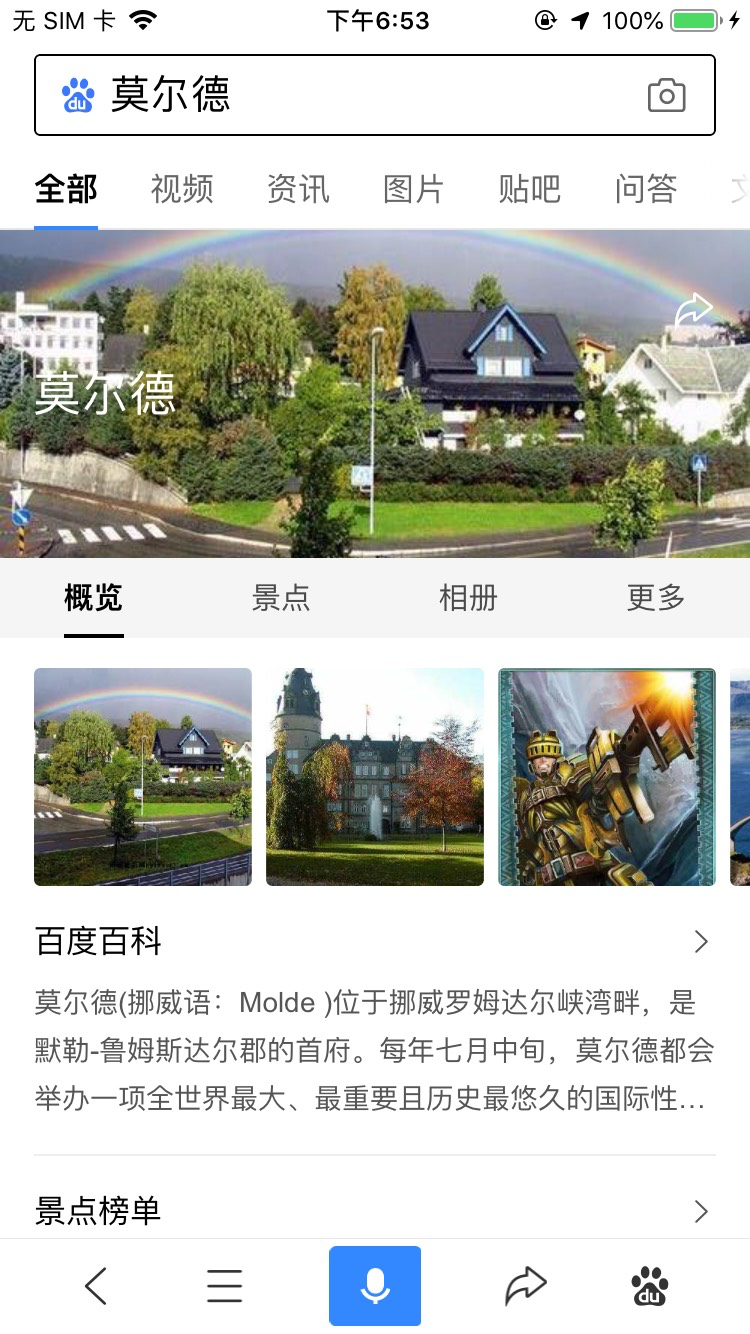 无 SIM 卡
下午6:53
100%
du 莫尔德
全部 视频 资讯 图片 贴吧 问答
莫尔德
概览 景点 相册 更多
百度百科
莫尔德(挪威语：Molde )位于挪威罗姆达尔峡湾畔，是
默勒-鲁姆斯达尔郡的首府。每年七月中旬，莫尔德都会
举办一项全世界最大、最重要且历史最悠久的国际性...
景点榜单
du